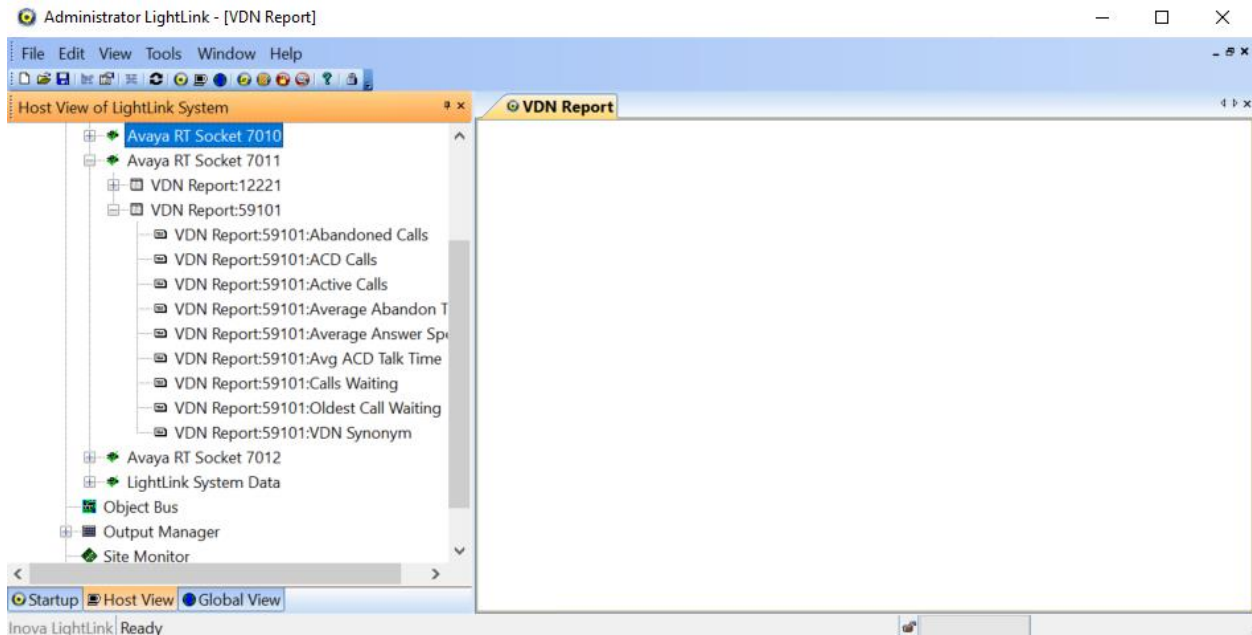 Administrator LightLink - [VDN Report]
File Edit View Tools Window Help
Host View of LightLink System
VDN Report
Avaya RT Socket 7010
Avaya RT Socket 7011
VDN Report:12221
VDN Report:59101
VDN Report:59101:Abandoned Calls
VDN Report:59101:ACD Calls
VDN Report:59101:Active Calls
VDN Report:59101:Average Abandon T
VDN Report:59101:Average Answer Spe
VDN Report:59101:Avg ACD Talk Time
VDN Report:59101:Calls Waiting
VDN Report:59101:Oldest Call Waiting
VDN Report:59101:VDN Synonym
Avaya RT Socket 7012
LightLink System Data
Object Bus
Output Manager
Site Monitor
Startup Host View Global View
Inova LightLink Ready